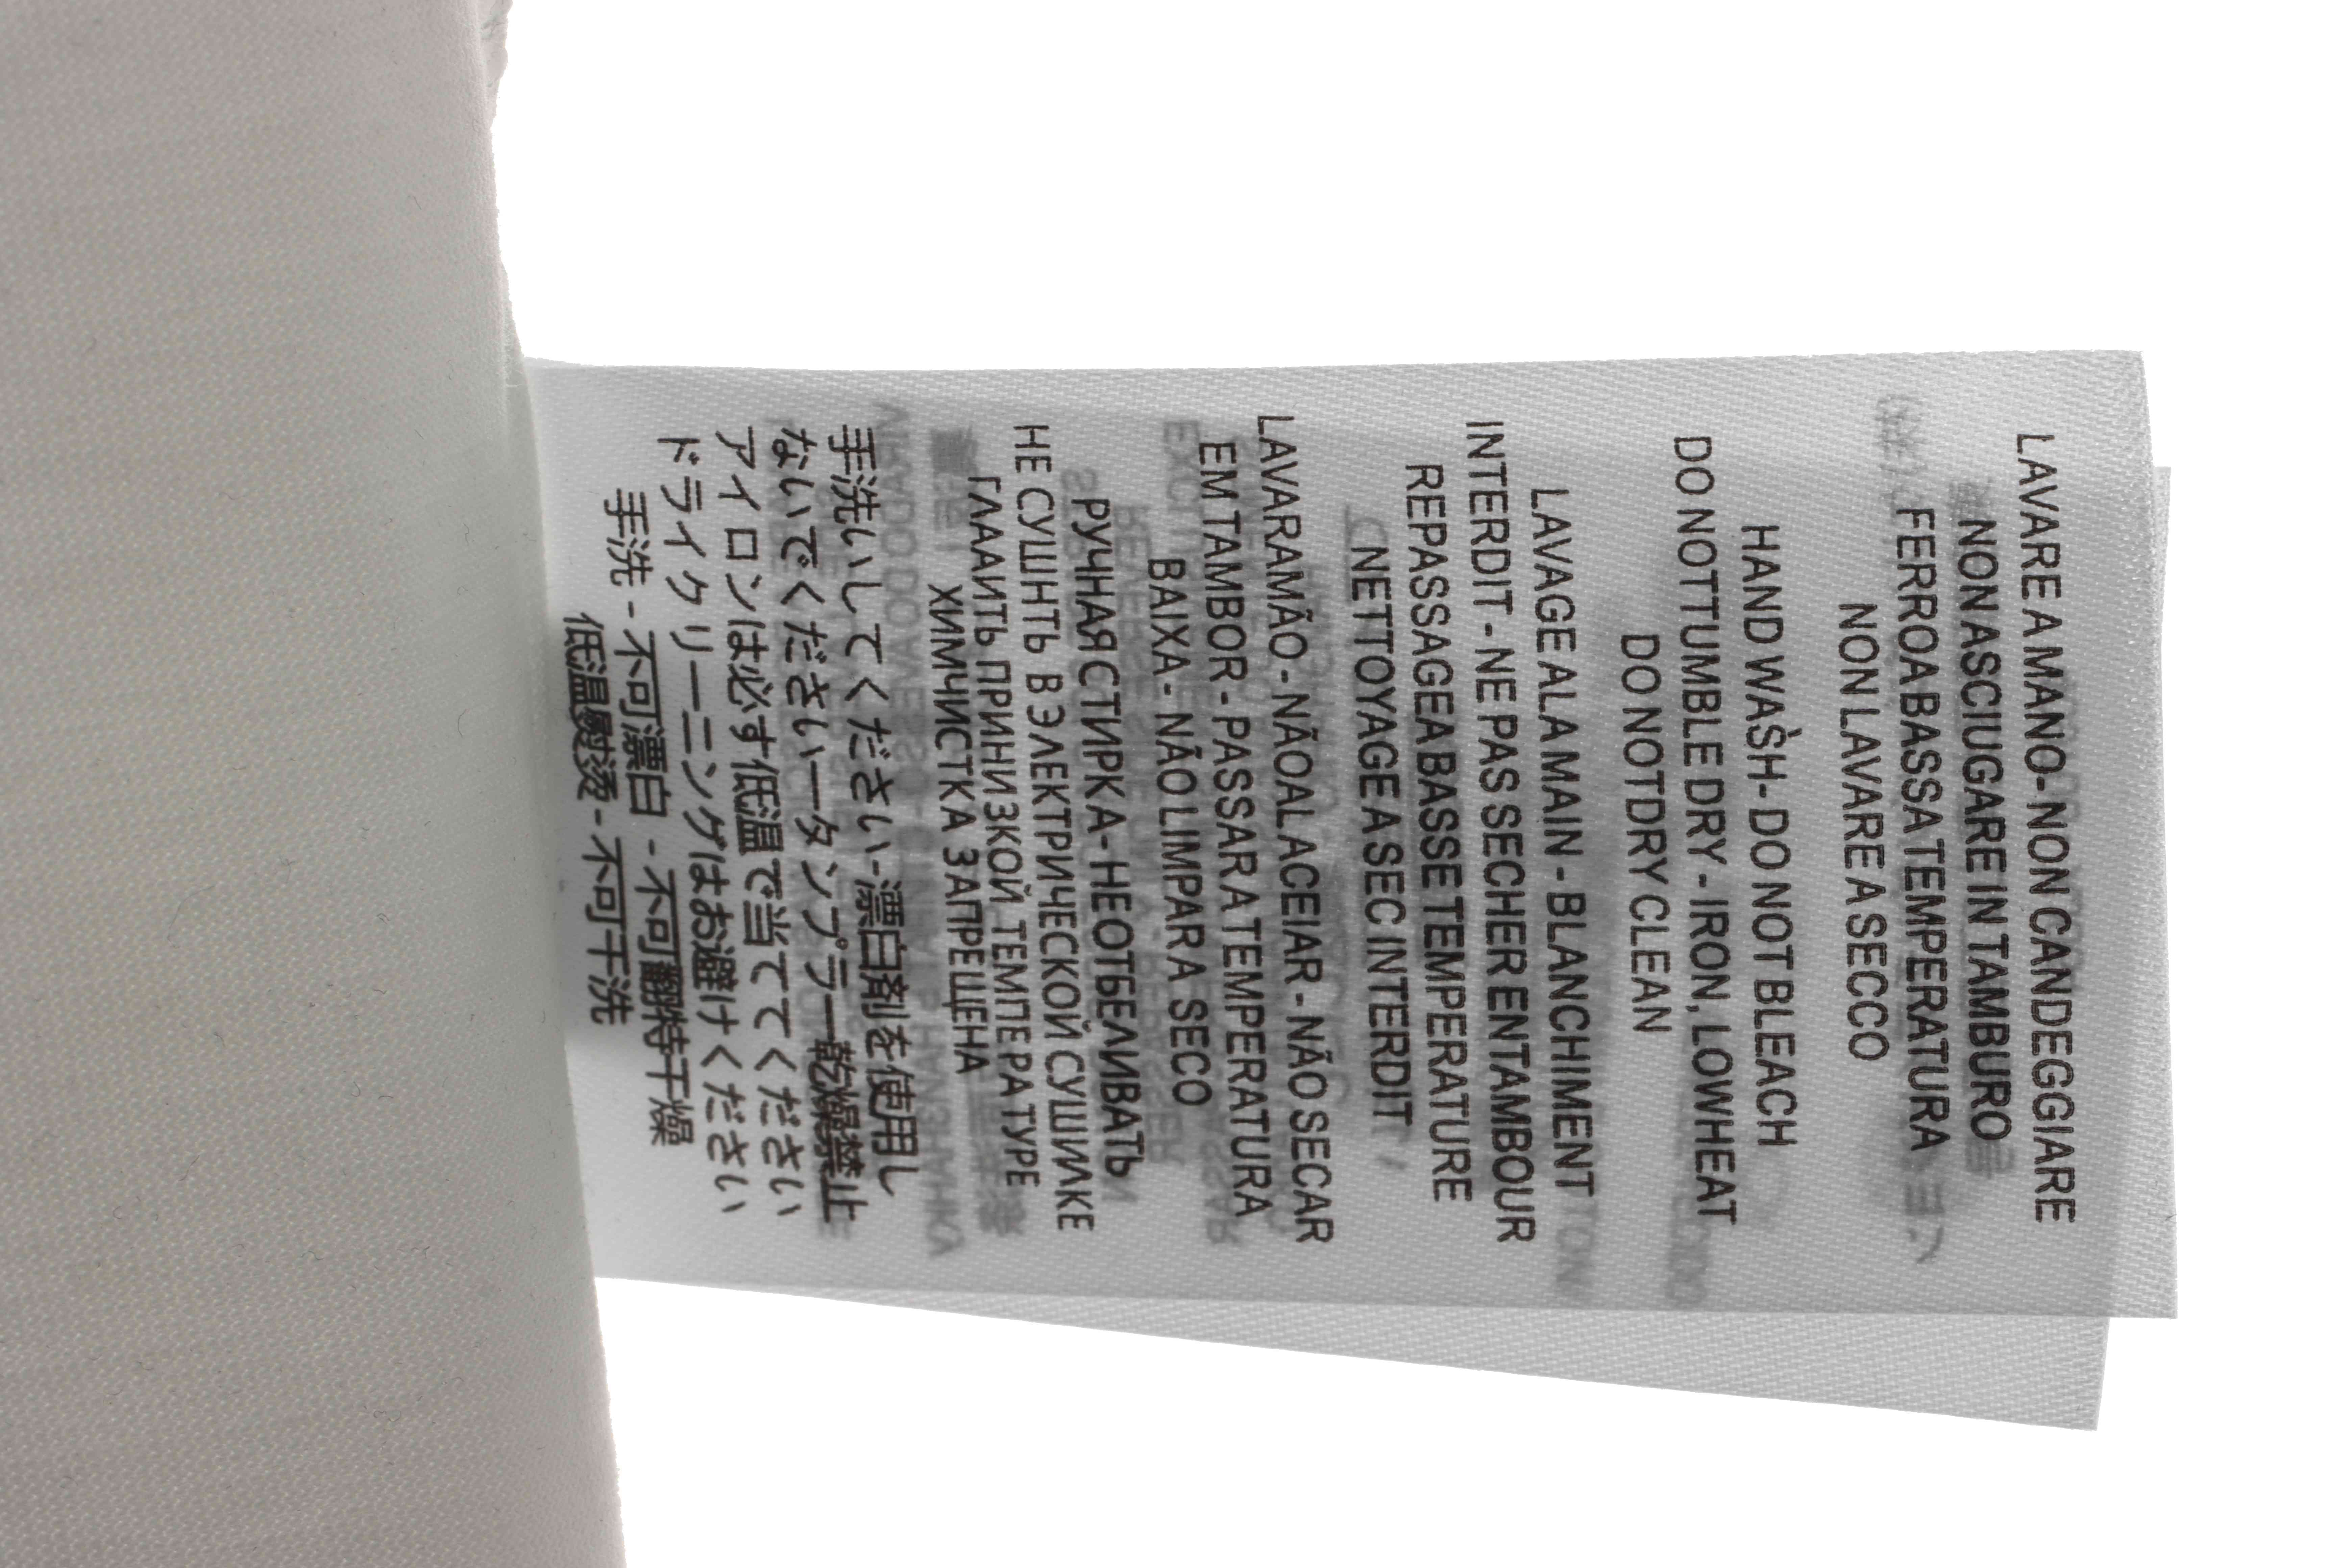 LAVARE A MANO - NON CANDEGGIARE
NON ASCIUGARE IN TAMBURO
FERRO A BASSA TEMPERATURA
NON LAVARE A SECCO
HAND WASH - DO NOT BLEACH
DO NOT TUMBLE DRY - IRON, LOW HEAT
DO NOT DRY CLEAN
LAVAGE A LA MAIN - BLANCHIMENT
INTERDIT - NE PAS SECHER EN TAMBOUR
REPASSAGE A BASSE TEMPERATURE
NETTOYAGE A SEC INTERDIT
LAVAR A MÃO - NÃO ALACEIAR - NÃO SECAR
EM TAMBOR - PASSAR A TEMPERATURA
BAIXA - NÃO LIMPAR A SECO
РУЧНАЯ СТИРКА - НЕ ОТБЕЛИВАТЬ
НЕ СУШНТЬ В ЭЛЕКТРИЧЕСКОЙ СУШИЛКЕ
ГЛААИТЬ ПРИ НИЗКОЙ ТЕМПЕРАТУРЕ
ХИМЧИСТКА ЗАПРЕЩЕНА
手洗いしてください-漂白剤を使用し
ないでくださいータンブラー乾燥禁止
アイロンは必ず低温で当ててください
ドライクリーニングはお避けください
手洗 - 不可漂白 - 不可翻转干燥
低温熨烫 - 不可干洗